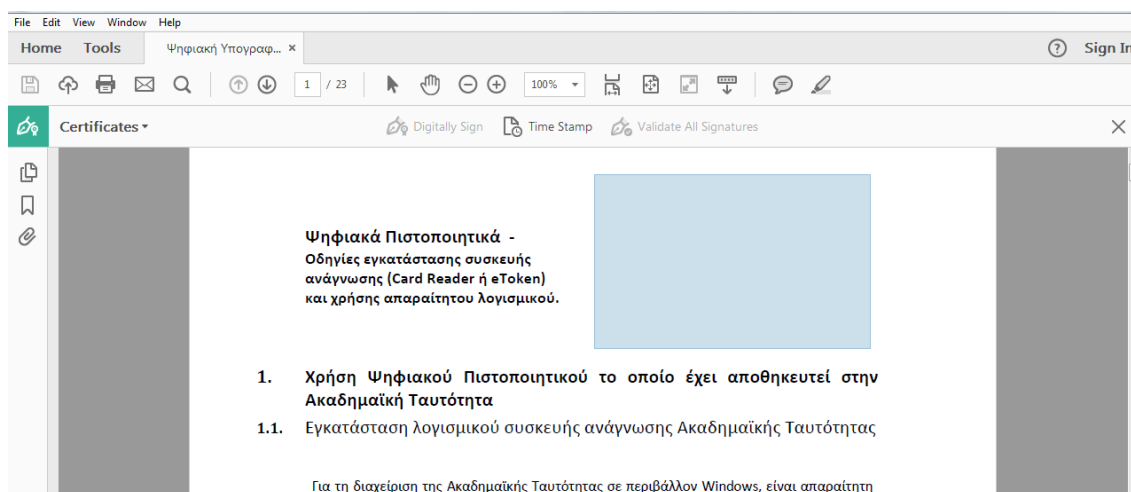 File Edit View Window Help
Home Tools Ψηφιακή Υπογραφ... × ? Sign In
1 / 23 100%
Certificates Digitally Sign Time Stamp Validate All Signatures
Ψηφιακά Πιστοποιητικά -
Οδηγίες εγκατάστασης συσκευής
ανάγνωσης (Card Reader ή eToken)
και χρήσης απαραίτητου λογισμικού.
1. Χρήση Ψηφιακού Πιστοποιητικού το οποίο έχει αποθηκευτεί στην
Ακαδημαϊκή Ταυτότητα
1.1. Εγκατάσταση λογισμικού συσκευής ανάγνωσης Ακαδημαϊκής Ταυτότητας
Για τη διαχείριση της Ακαδημαϊκής Ταυτότητας σε περιβάλλον Windows, είναι απαραίτητη